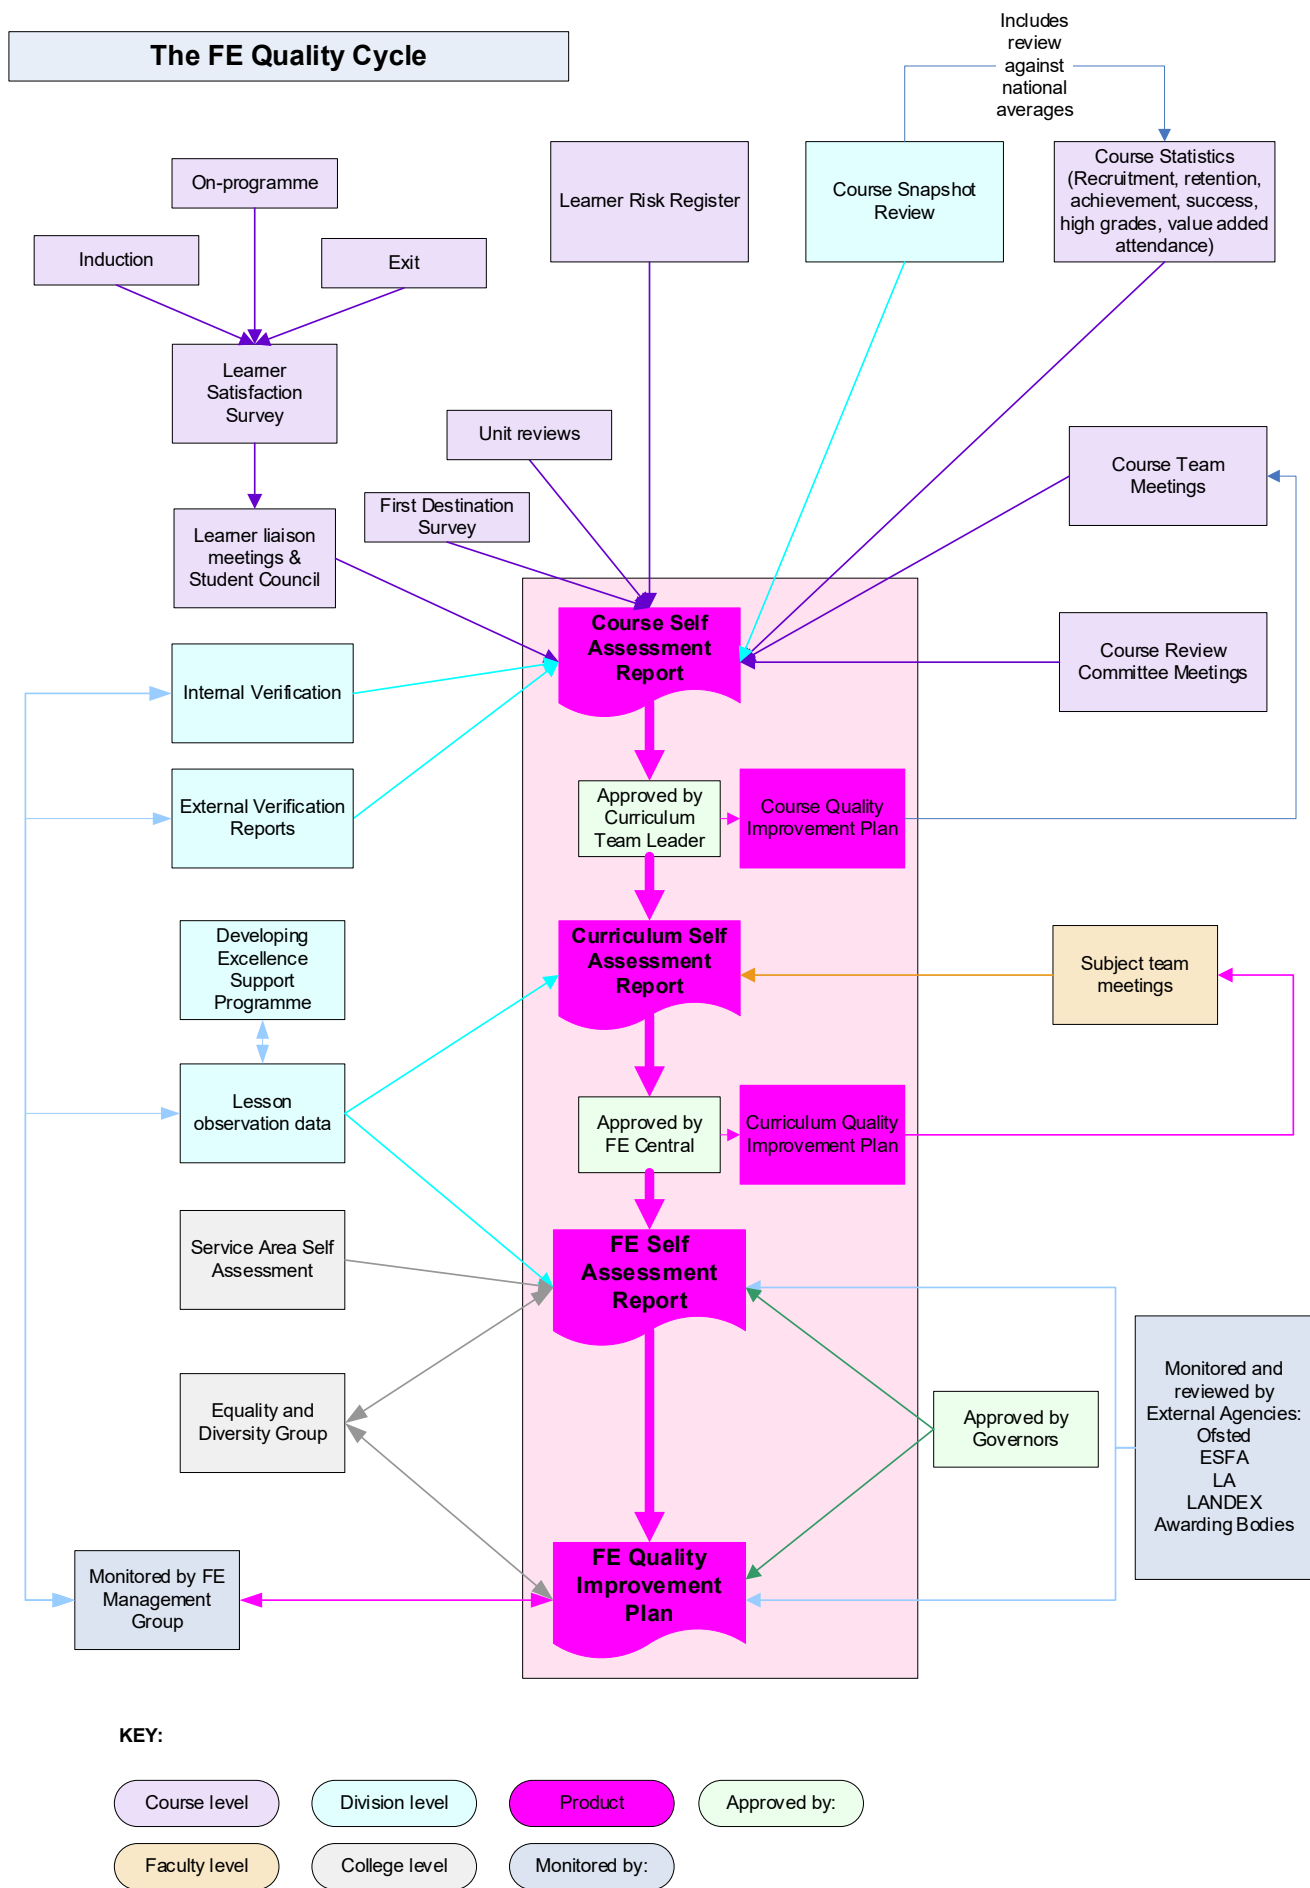 The FE Quality Cycle
Includes
review
against
national
averages
On-programme
Induction
Exit
Learner Risk Register
Course Snapshot
Review
Course Statistics
(Recruitment, retention,
achievement, success,
high grades, value added
attendance)
Learner
Satisfaction
Survey
Unit reviews
Course Team
Meetings
First Destination
Survey
Learner liaison
meetings &
Student Council
Course Self
Assessment
Report
Course Review
Committee Meetings
Internal Verification
External Verification
Reports
Approved by
Curriculum
Team Leader
Course Quality
Improvement Plan
Developing
Excellence
Support
Programme
Curriculum Self
Assessment
Report
Subject team
meetings
Lesson
observation data
Approved by
FE Central
Curriculum Quality
Improvement Plan
Service Area Self
Assessment
FE Self
Assessment
Report
Equality and
Diversity Group
Approved by
Governors
Monitored and
reviewed by
External Agencies:
Ofsted
ESFA
LA
LANDEX
Awarding Bodies
Monitored by FE
Management
Group
FE Quality
Improvement
Plan
KEY:
Course level
Division level
Product
Approved by:
Faculty level
College level
Monitored by: